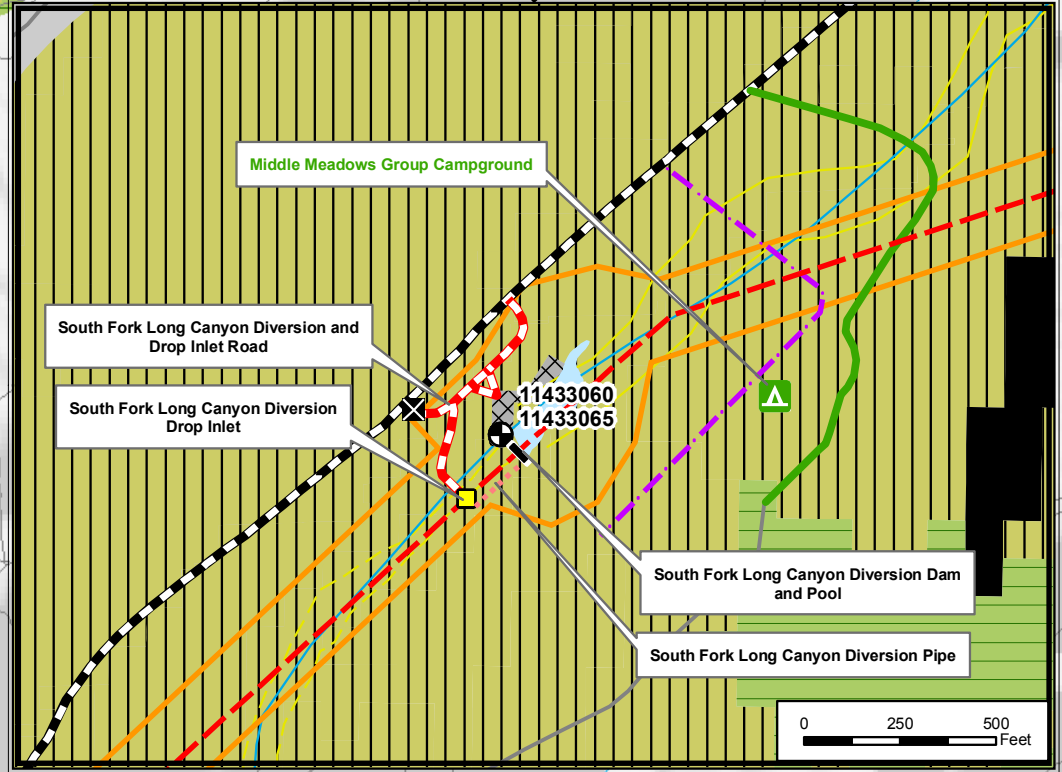 Middle Meadows Group Campground
South Fork Long Canyon Diversion and
Drop Inlet Road
South Fork Long Canyon Diversion
Drop Inlet
11433060
11433065
South Fork Long Canyon Diversion Dam
and Pool
South Fork Long Canyon Diversion Pipe
0 250 500
Feet